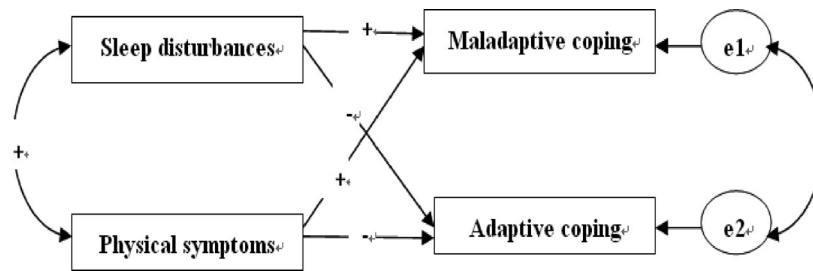 Sleep disturbances
+
Maladaptive coping
e1
-
+
+
Physical symptoms
-
Adaptive coping
e2